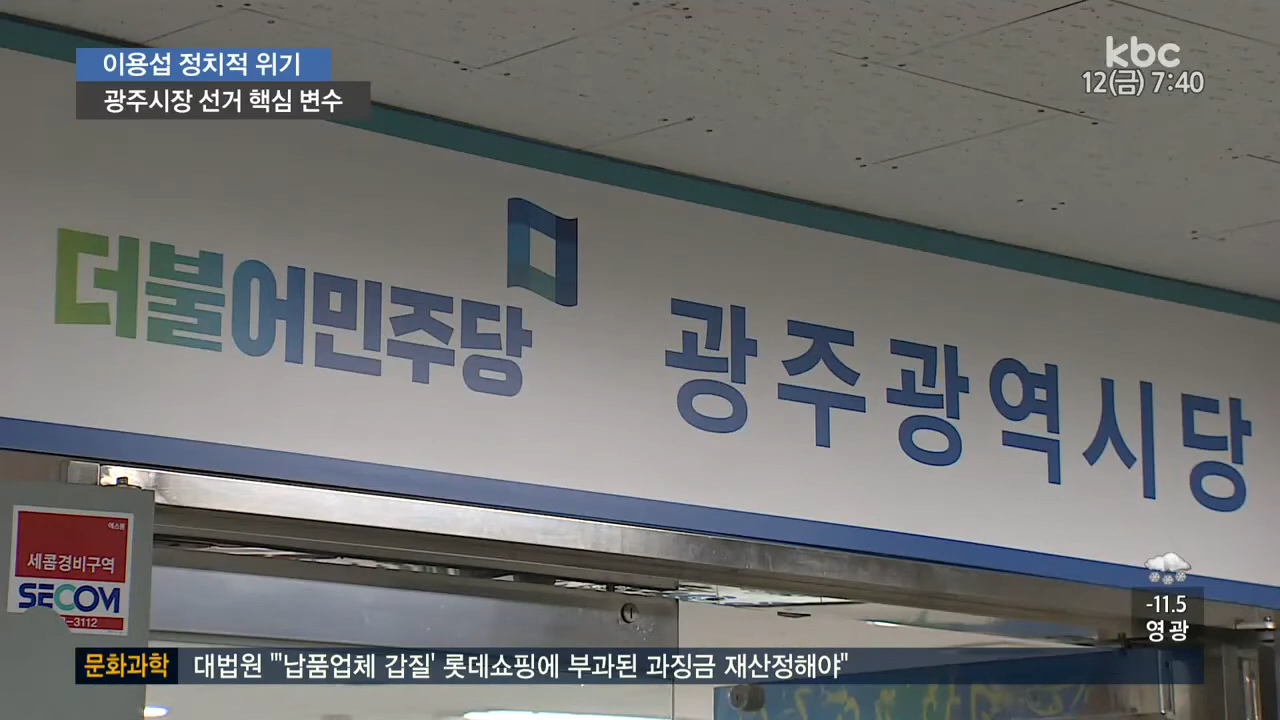 이용섭 정치적 위기
광주시장 선거 핵심 변수
kbc
12(금) 7:40
더불어민주당 광주광역시당
에스원
세콤경비구역
SECOM
-3112
-11.5
영광
문화과학 대법원 "'납품업체 갑질' 롯데쇼핑에 부과된 과징금 재산정해야"